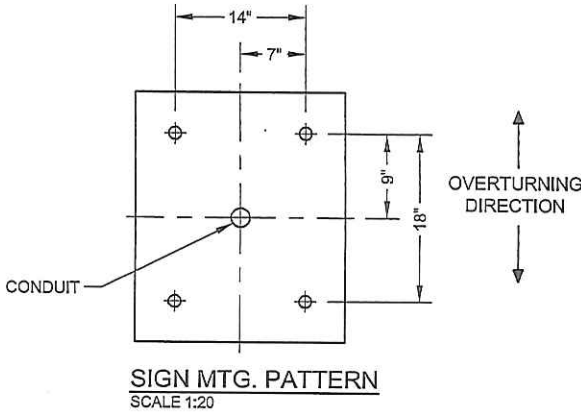 14"
7"
9"
18"
OVERTURNING
DIRECTION
CONDUIT
SIGN MTG. PATTERN
SCALE 1:20